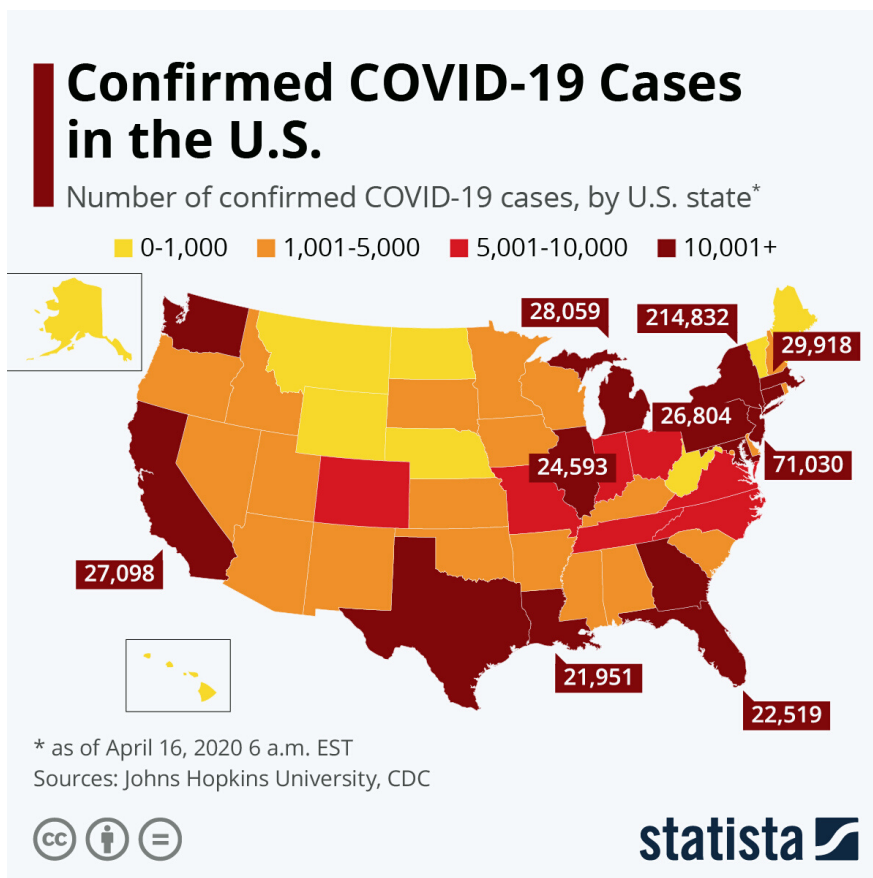 Confirmed COVID-19 Cases
in the U.S.
Number of confirmed COVID-19 cases, by U.S. state*
0-1,000 1,001-5,000 5,001-10,000 10,001+
28,059
214,832
29,918
26,804
24,593
71,030
27,098
21,951
22,519
* as of April 16, 2020 6 a.m. EST
Sources: Johns Hopkins University, CDC
cc
statista